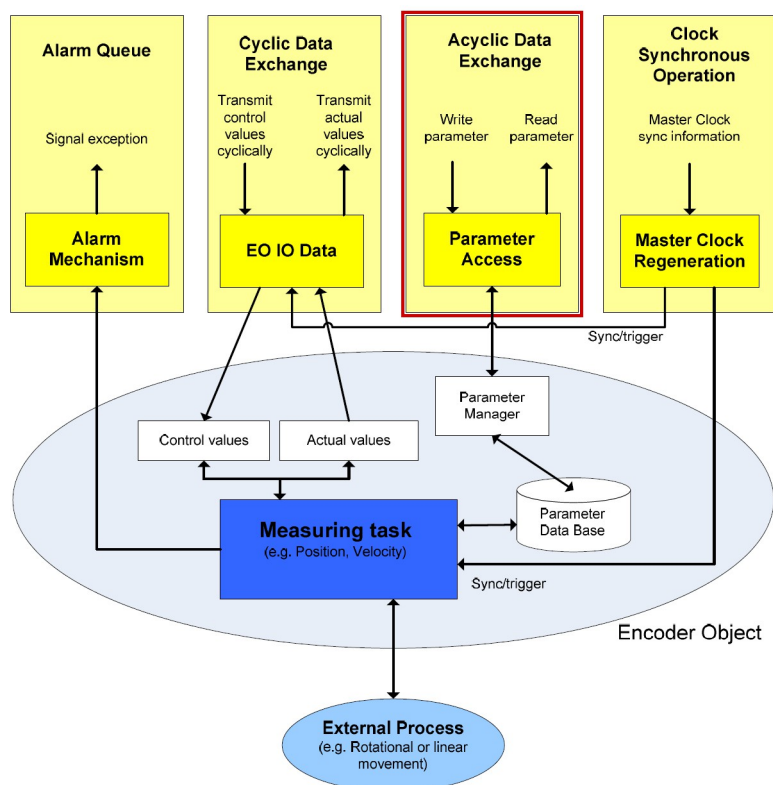 Alarm Queue
Signal exception
Alarm
Mechanism
Cyclic Data
Exchange
Transmit
control
values
cyclically
Transmit
actual
values
cyclically
EO IO Data
Acyclic Data
Exchange
Write
parameter
Read
parameter
Parameter
Access
Clock
Synchronous
Operation
Master Clock
sync information
Master Clock
Regeneration
Sync/trigger
Parameter
Manager
Control values
Actual values
Parameter
Data Base
Measuring task
(e.g. Position, Velocity)
Sync/trigger
Encoder Object
External Process
(e.g. Rotational or linear
movement)